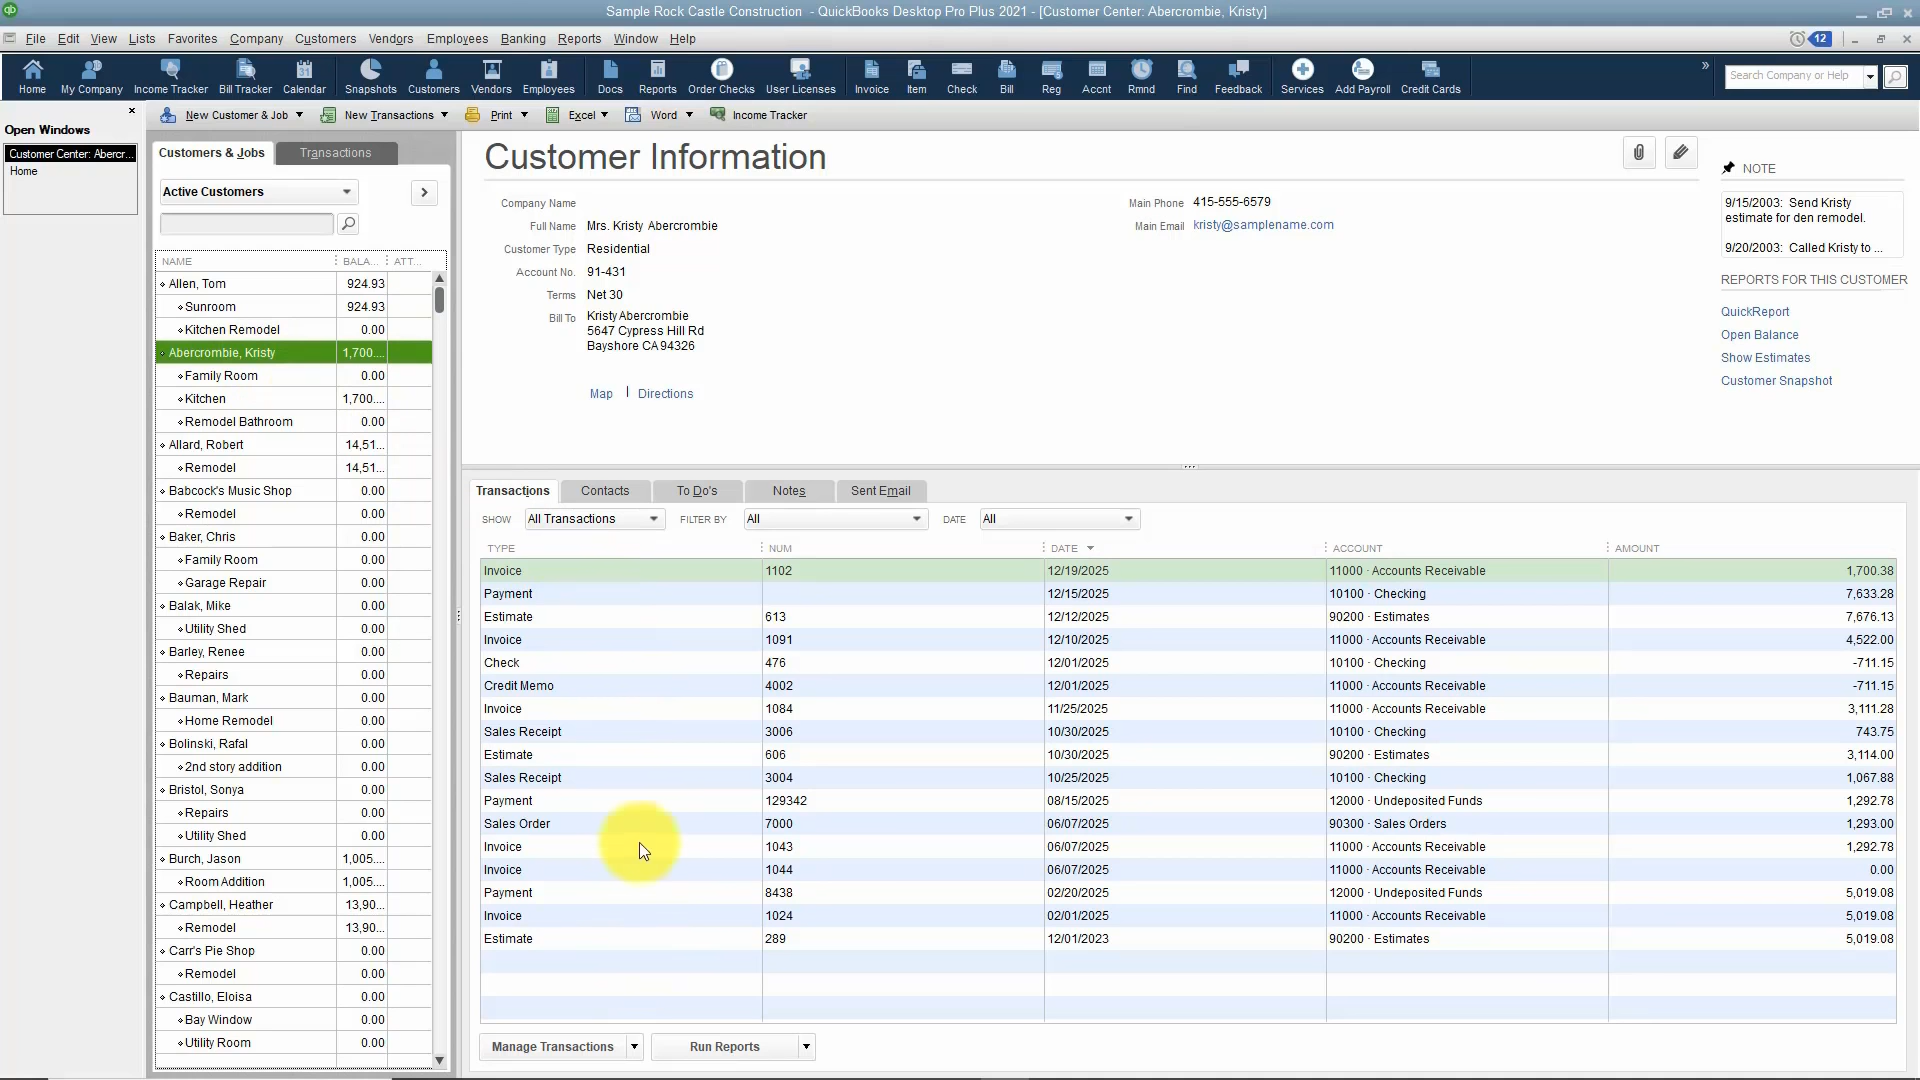 Sample Rock Castle Construction - QuickBooks Desktop Pro Plus 2021 - [Customer Center: Abercrombie, Kristy]
File Edit View Lists Favorites Company Customers Vendors Employees Banking Reports Window Help 12
Home My Company Income Tracker Bill Tracker Calendar Snapshots Customers Vendors Employees Docs Reports Order Checks User Licenses Invoice Item Check Bill Reg Accnt Rmnd Find Feedback Services Add Payroll Credit Cards » Search Company or Help
New Customer & Job New Transactions Print Excel Word Income Tracker
Open Windows
Customer Center: Abercr...
Home
Customers & Jobs Transactions
Active Customers
NAME BALA... ATT...
Allen, Tom 924.93
Sunroom 924.93
Kitchen Remodel 0.00
Abercrombie, Kristy 1,700....
Family Room 0.00
Kitchen 1,700....
Remodel Bathroom 0.00
Allard, Robert 14,51...
Remodel 14,51...
Babcock's Music Shop 0.00
Remodel 0.00
Baker, Chris 0.00
Family Room 0.00
Garage Repair 0.00
Balak, Mike 0.00
Utility Shed 0.00
Barley, Renee 0.00
Repairs 0.00
Bauman, Mark 0.00
Home Remodel 0.00
Bolinski, Rafal 0.00
2nd story addition 0.00
Bristol, Sonya 0.00
Repairs 0.00
Utility Shed 0.00
Burch, Jason 1,005....
Room Addition 1,005....
Campbell, Heather 13,90...
Remodel 13,90...
Carr's Pie Shop 0.00
Remodel 0.00
Castillo, Eloisa 0.00
Bay Window 0.00
Utility Room 0.00
Customer Information
Company Name
Full Name Mrs. Kristy Abercrombie
Customer Type Residential
Account No. 91-431
Terms Net 30
Bill To Kristy Abercrombie
5647 Cypress Hill Rd
Bayshore CA 94326
Map | Directions
Main Phone 415-555-6579
Main Email kristy@samplename.com
NOTE
9/15/2003: Send Kristy
estimate for den remodel.
9/20/2003: Called Kristy to ...
REPORTS FOR THIS CUSTOMER
QuickReport
Open Balance
Show Estimates
Customer Snapshot
Transactions Contacts To Do's Notes Sent Email
SHOW All Transactions FILTER BY All DATE All
TYPE NUM DATE ACCOUNT AMOUNT
Invoice 1102 12/19/2025 11000 · Accounts Receivable 1,700.38
Payment 12/15/2025 10100 · Checking 7,633.28
Estimate 613 12/12/2025 90200 · Estimates 7,676.13
Invoice 1091 12/10/2025 11000 · Accounts Receivable 4,522.00
Check 476 12/01/2025 10100 · Checking -711.15
Credit Memo 4002 12/01/2025 11000 · Accounts Receivable -711.15
Invoice 1084 11/25/2025 11000 · Accounts Receivable 3,111.28
Sales Receipt 3006 10/30/2025 10100 · Checking 743.75
Estimate 606 10/30/2025 90200 · Estimates 3,114.00
Sales Receipt 3004 10/25/2025 10100 · Checking 1,067.88
Payment 129342 08/15/2025 12000 · Undeposited Funds 1,292.78
Sales Order 7000 06/07/2025 90300 · Sales Orders 1,293.00
Invoice 1043 06/07/2025 11000 · Accounts Receivable 1,292.78
Invoice 1044 06/07/2025 11000 · Accounts Receivable 0.00
Payment 8438 02/20/2025 12000 · Undeposited Funds 5,019.08
Invoice 1024 02/01/2025 11000 · Accounts Receivable 5,019.08
Estimate 289 12/01/2023 90200 · Estimates 5,019.08
Manage Transactions Run Reports